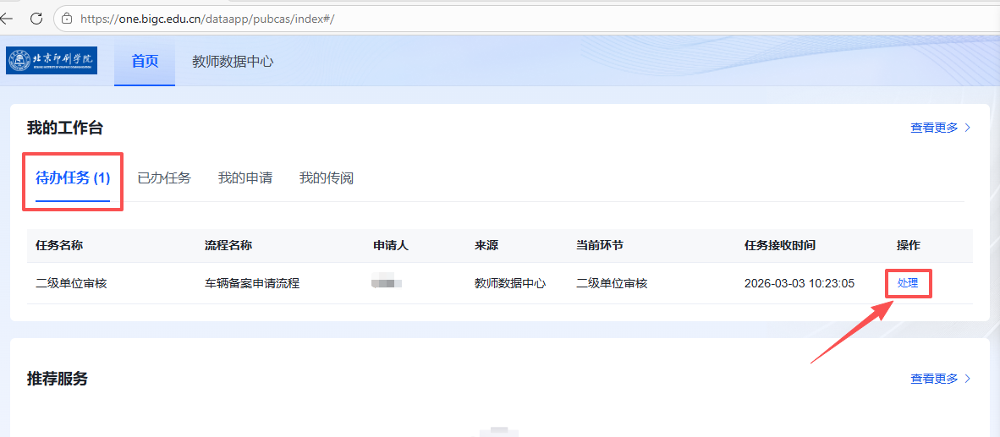 https://one.bigc.edu.cn/dataapp/pubcas/index#/
北京印刷学院
首页
教师数据中心
我的工作台
查看更多
待办任务 (1)
已办任务
我的申请
我的传阅
任务名称
流程名称
申请人
来源
当前环节
任务接收时间
操作
二级单位审核
车辆备案申请流程
教师数据中心
二级单位审核
2026-03-03 10:23:05
处理
推荐服务
查看更多